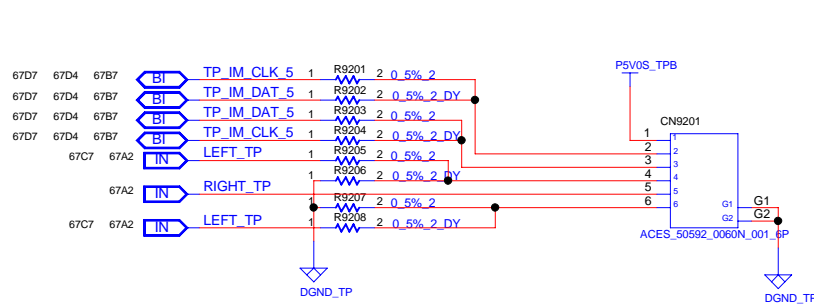 P5V0S_TPB
67D7 67D4 67B7 BI TP_IM_CLK_5 1 R9201 2 0_5%_2
67D7 67D4 67B7 BI TP_IM_DAT_5 1 R9202 2 0_5%_2_DY
67D7 67D4 67B7 BI TP_IM_DAT_5 1 R9203 2 0_5%_2
67D7 67D4 67B7 BI TP_IM_CLK_5 1 R9204 2 0_5%_2_DY
67C7 67A2 IN LEFT_TP 1 R9205 2 0_5%_2
1 R9206 2 0_5%_2_DY
67A2 IN RIGHT_TP
1 R9207 2 0_5%_2
67C7 67A2 IN LEFT_TP 1 R9208 2 0_5%_2_DY
DGND_TP
CN9201
1 1
2 2
3 3
4 4
5 5
6 6
G1 G1
G2 G2
ACES_50592_0060N_001_6P
DGND_TP